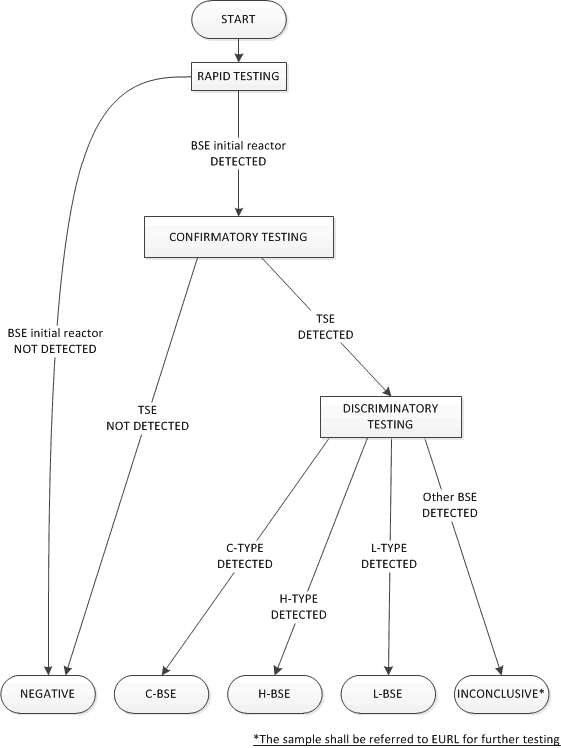 START
RAPID TESTING
BSE initial reactor
DETECTED
CONFIRMATORY TESTING
BSE initial reactor
NOT DETECTED
TSE
DETECTED
TSE
NOT DETECTED
DISCRIMINATORY
TESTING
Other BSE
DETECTED
C-TYPE
DETECTED
L-TYPE
DETECTED
H-TYPE
DETECTED
NEGATIVE
C-BSE
H-BSE
L-BSE
INCONCLUSIVE*
*The sample shall be referred to EURL for further testing